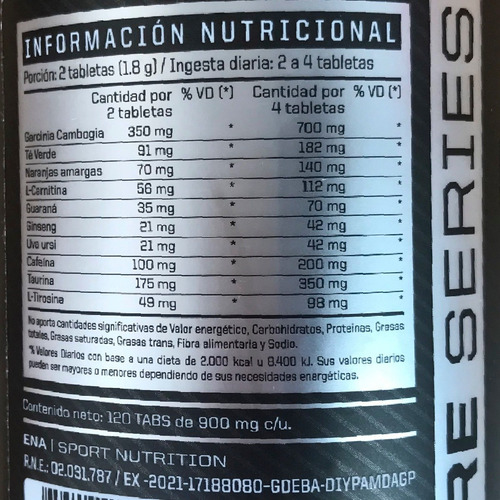 INFORMACIÓN NUTRICIONAL
Porción: 2 tabletas (1.8 g) / Ingesta diaria: 2 a 4 tabletas
Cantidad por 2 tabletas % VD (*) Cantidad por 4 tabletas % VD (*)
Garcinia Cambogia 350 mg * 700 mg *
Té Verde 91 mg * 182 mg *
Naranjas amargas 70 mg * 140 mg *
L-Carnitina 56 mg * 112 mg *
Guaraná 35 mg * 70 mg *
Ginseng 21 mg * 42 mg *
Uva ursi 21 mg * 42 mg *
Cafeína 100 mg * 200 mg *
Taurina 175 mg * 350 mg *
L-Tirosina 49 mg * 98 mg *
No aporta cantidades significativas de Valor energético, Carbohidratos, Proteínas, Grasas
totales, Grasas saturadas, Grasas trans, Fibra alimentaria y Sodio.
*% Valores Diarios con base a una dieta de 2.000 kcal u 8.400 kJ. Sus valores diarios
pueden ser mayores o menores dependiendo de sus necesidades energéticas.
Contenido neto: 120 TABS de 900 mg c/u.
ENA | SPORT NUTRITION
R.N.E.: 02.031.787 / EX-2021-17188080-GDEBA-DIYPAMDAGP
RE SERIES